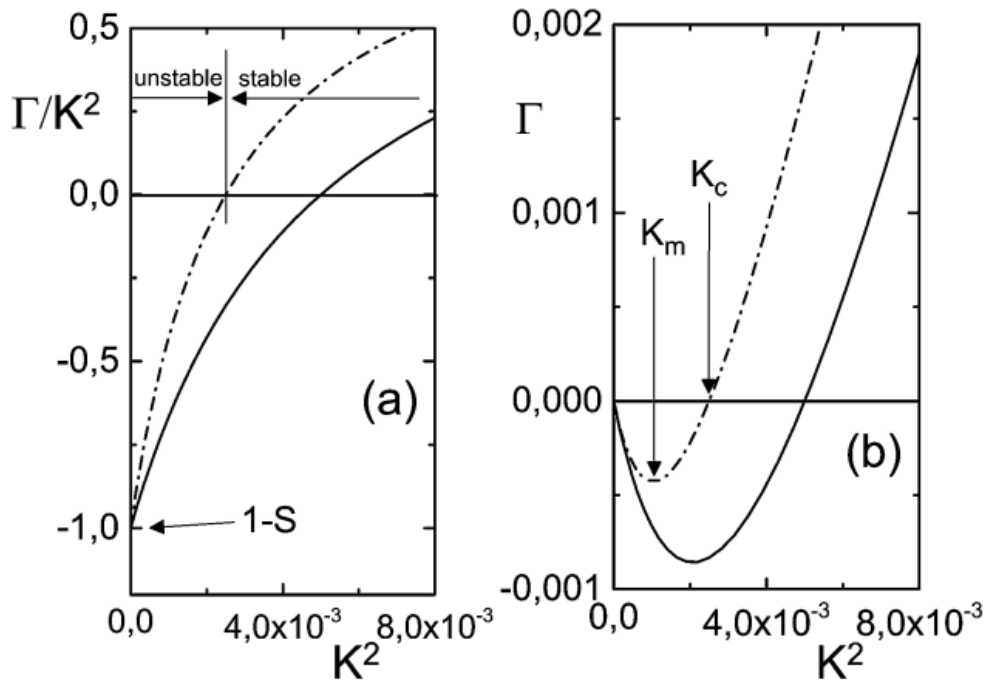 0,5
unstable
stable
Γ/K²
0,0
-0,5
(a)
-1,0
1-S
0,0
4,0x10⁻³
8,0x10⁻³
K²
0,002
Γ
0,001
K_c
K_m
0,000
(b)
-0,001
0,0
4,0x10⁻³
8,0x10⁻³
K²